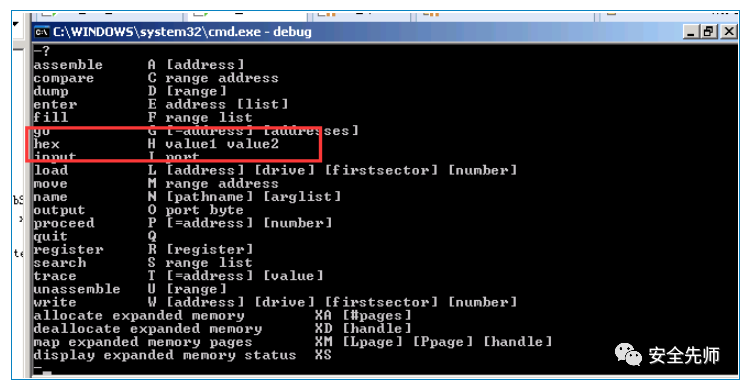 C:\WINDOWS\system32\cmd.exe - debug
-?
assemble A [address]
compare C range address
dump D [range]
enter E address [list]
fill F range list
go G [=address] [addresses]
hex H value1 value2
input I port
load L [address] [drive] [firstsector] [number]
move M range address
name N [pathname] [arglist]
output O port byte
proceed P [=address] [number]
quit Q
register R [register]
search S range list
trace T [=address] [value]
unassemble U [range]
write W [address] [drive] [firstsector] [number]
allocate expanded memory XA [#pages]
deallocate expanded memory XD [handle]
map expanded memory pages XM [Lpage] [Ppage] [handle]
display expanded memory status XS
-
安全先师